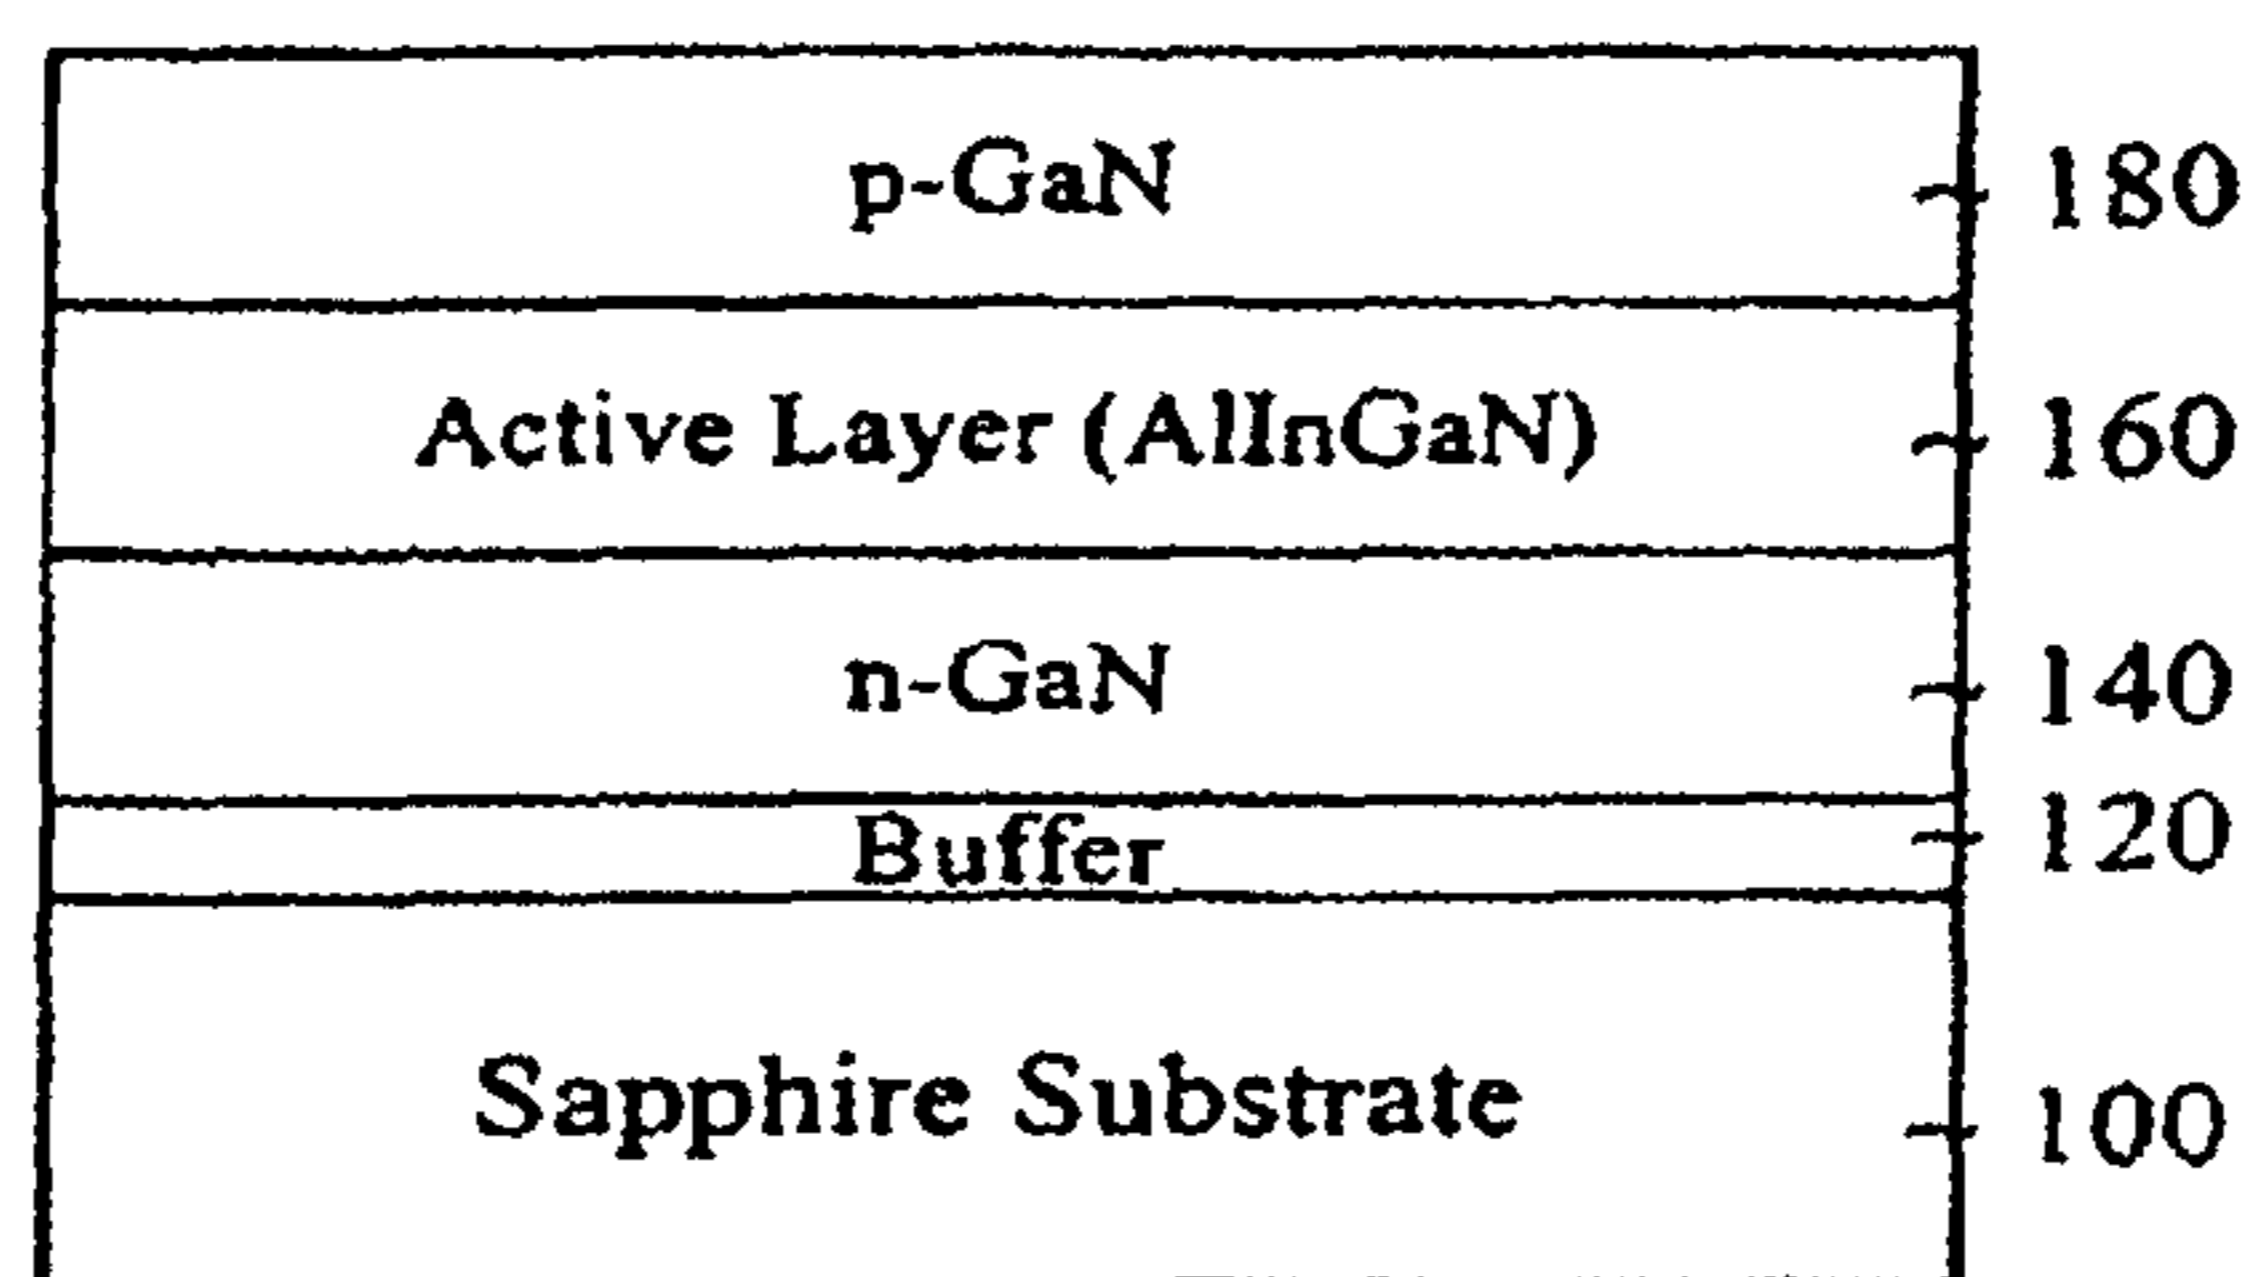 p-GaN 180
Active Layer (AlInGaN) 160
n-GaN 140
Buffer 120
Sapphire Substrate 100